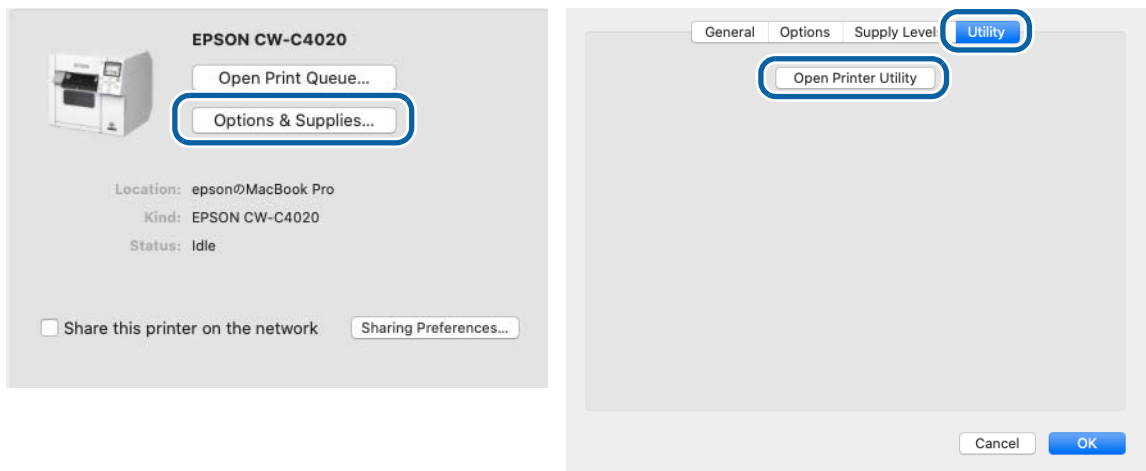 EPSON CW-C4020
Open Print Queue...
Options & Supplies...
Location: epsonのMacBook Pro
Kind: EPSON CW-C4020
Status: Idle
Share this printer on the network
Sharing Preferences...
General
Options
Supply Level
Utility
Open Printer Utility
Cancel
OK